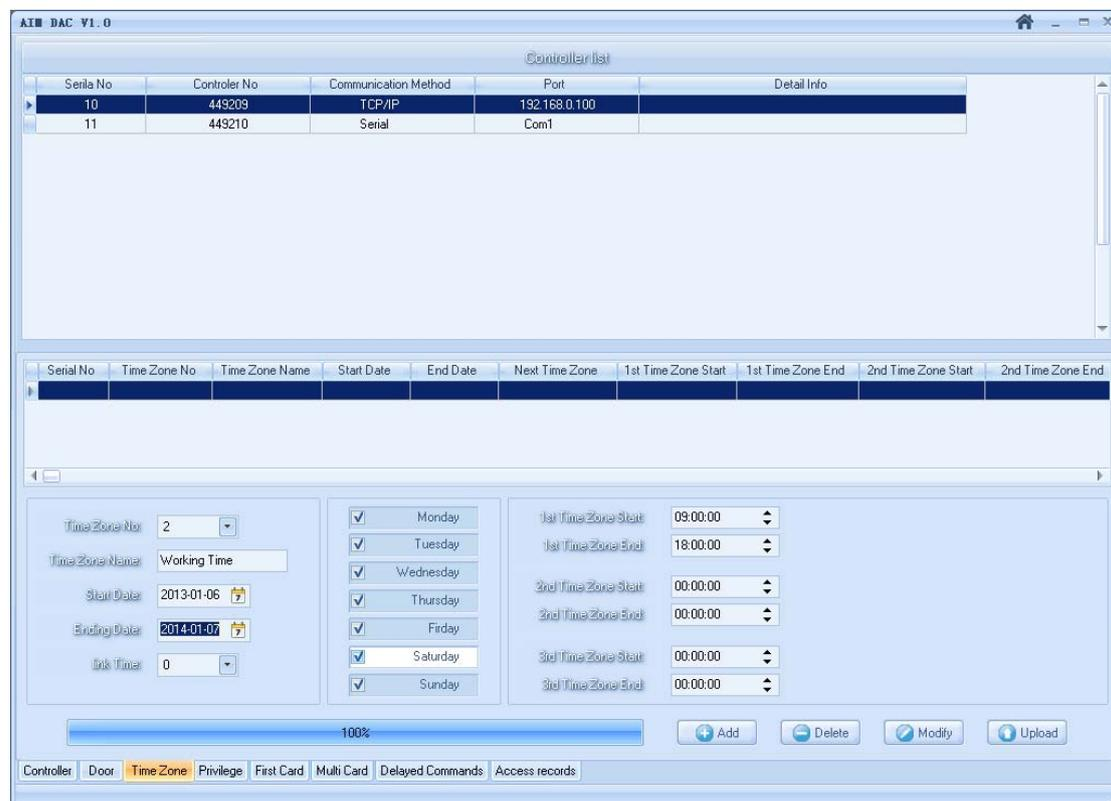 AIM DAC V1.0
Controller list
Serila No Controler No Communication Method Port Detail Info
10 449209 TCP/IP 192.168.0.100
11 449210 Serial Com1
Serial No Time Zone No Time Zone Name Start Date End Date Next Time Zone 1st Time Zone Start 1st Time Zone End 2nd Time Zone Start 2nd Time Zone End
Time Zone No: 2
Time Zone Name: Working Time
Start Date: 2013-01-06
Ending Date: 2014-01-07
link Time: 0
Monday
Tuesday
Wednesday
Thursday
Firday
Saturday
Sunday
1st Time Zone Start: 09:00:00
1st Time Zone End: 18:00:00
2nd Time Zone Start: 00:00:00
2nd Time Zone End: 00:00:00
3rd Time Zone Start: 00:00:00
3rd Time Zone End: 00:00:00
100% Add Delete Modify Upload
Controller Door Time Zone Privilege First Card Multi Card Delayed Commands Access records